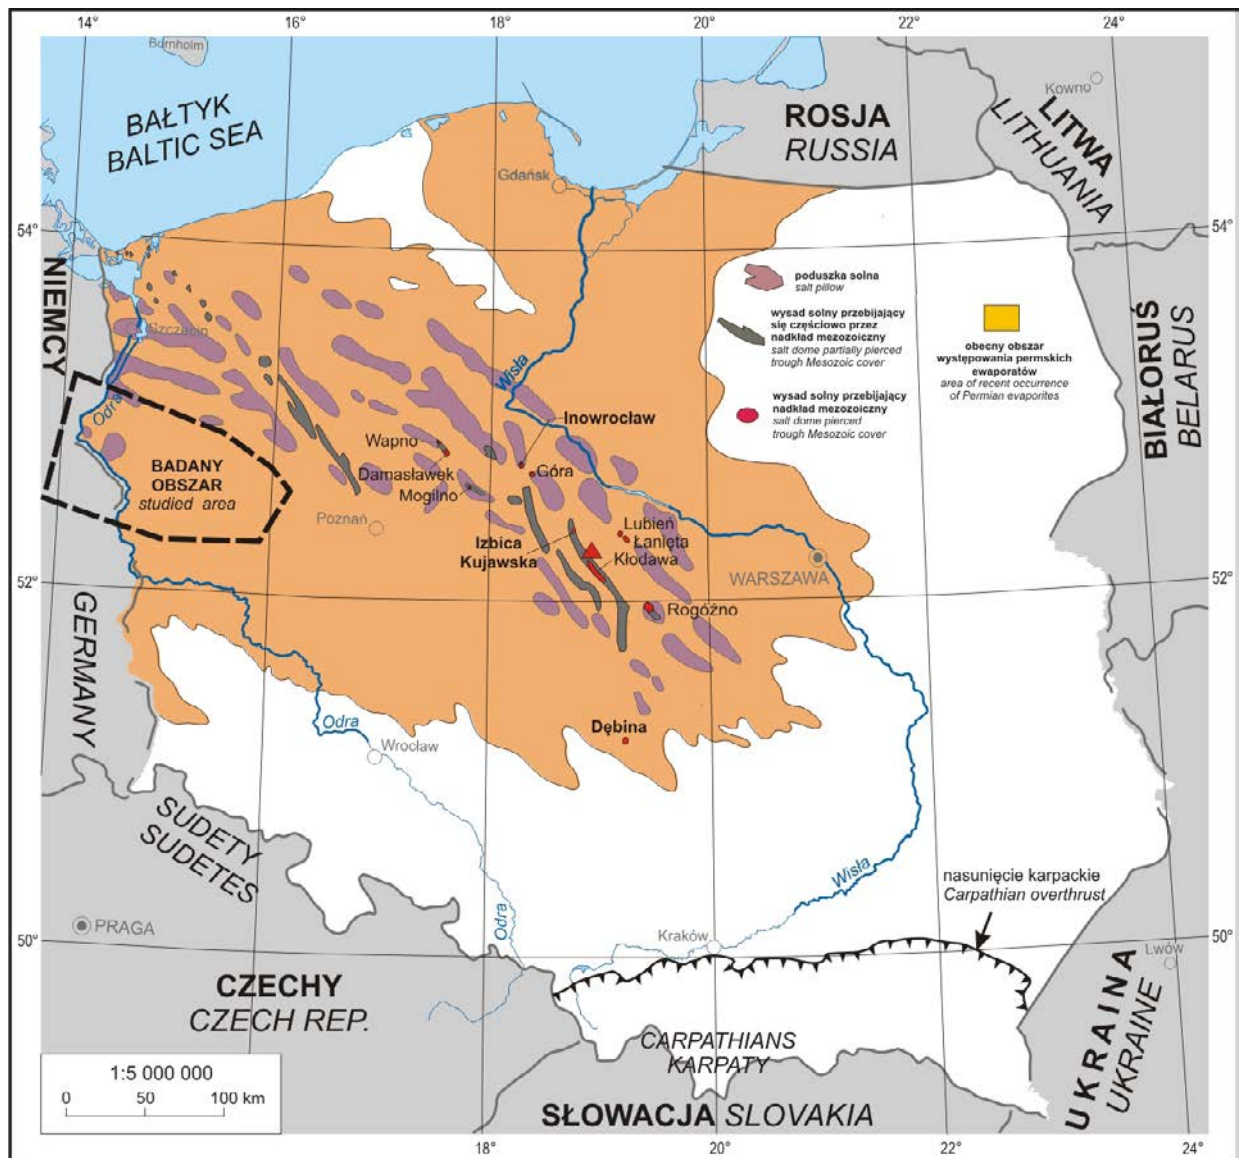 14°
16°
18°
20°
22°
24°
Bornholm
BAŁTYK
BALTIC SEA
ROSJA
RUSSIA
Kowno
LITWA
LITHUANIA
Gdańsk
54°
54°
NIEMCY
Szczecin
Odra
Wisła
poduszka solna
salt pillow
wysad solny przebijający
się częściowo przez
nadkład mezozoiczny
salt dome partially pierced
trough Mesozoic cover
wysad solny przebijający
nadkład mezozoiczny
salt dome pierced
trough Mesozoic cover
obecny obszar
występowania permskich
ewaporatów
area of recent occurrence
of Permian evaporites
BIAŁORUŚ
BELARUS
BADANY
OBSZAR
studied area
Inowrocław
Wapno
Damasławek
Góra
Mogilno
Poznań
Izbica
Kujawska
Lubień
Łanięta
Kłodawa
WARSZAWA
Rogóźno
52°
52°
GERMANY
Dębina
Odra
Wrocław
SUDETY
SUDETES
Wisła
nasunięcie karpackie
Carpathian overthrust
PRAGA
Odra
Kraków
50°
50°
Lwów
CZECHY
CZECH REP.
CARPATHIANS
KARPATY
UKRAINA
UKRAINE
1:5 000 000
0 50 100 km
SŁOWACJA SLOVAKIA
18°
20°
22°
24°